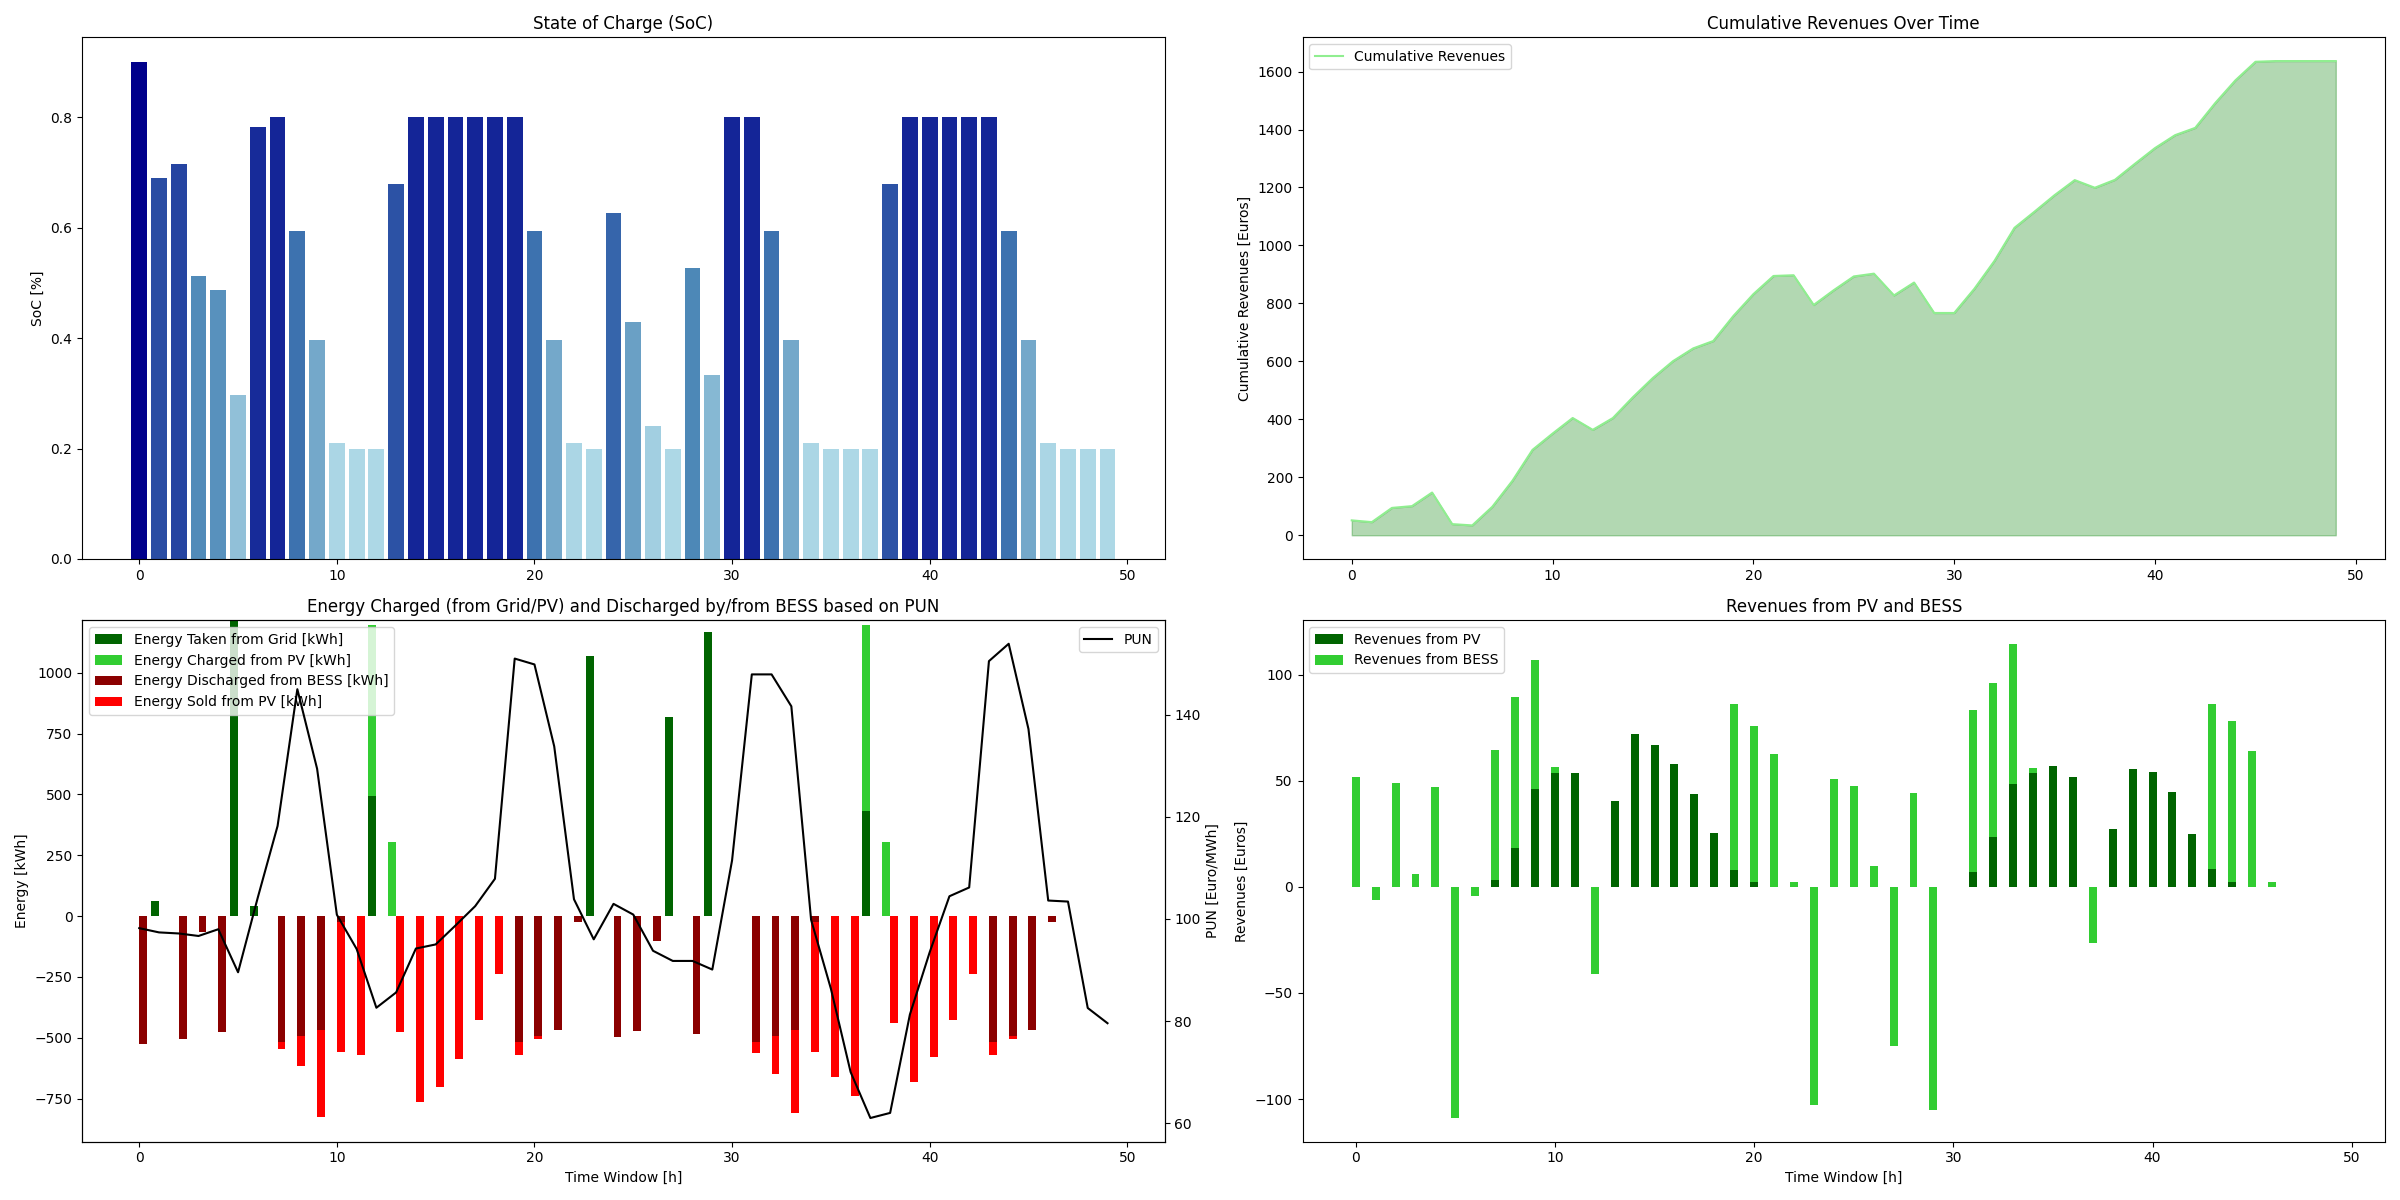 State of Charge (SoC)
SoC [%]
0.8
0.6
0.4
0.2
0.0
0 10 20 30 40 50
Cumulative Revenues Over Time
Cumulative Revenues
Cumulative Revenues [Euros]
1600
1400
1200
1000
800
600
400
200
0
0 10 20 30 40 50
Energy Charged (from Grid/PV) and Discharged by/from BESS based on PUN
Energy Taken from Grid [kWh]
Energy Charged from PV [kWh]
Energy Discharged from BESS [kWh]
Energy Sold from PV [kWh]
PUN
Energy [kWh]
1000
750
500
250
0
−250
−500
−750
PUN [Euro/MWh]
140
120
100
80
60
0 10 20 30 40 50
Time Window [h]
Revenues from PV and BESS
Revenues from PV
Revenues from BESS
Revenues [Euros]
100
50
0
−50
−100
0 10 20 30 40 50
Time Window [h]